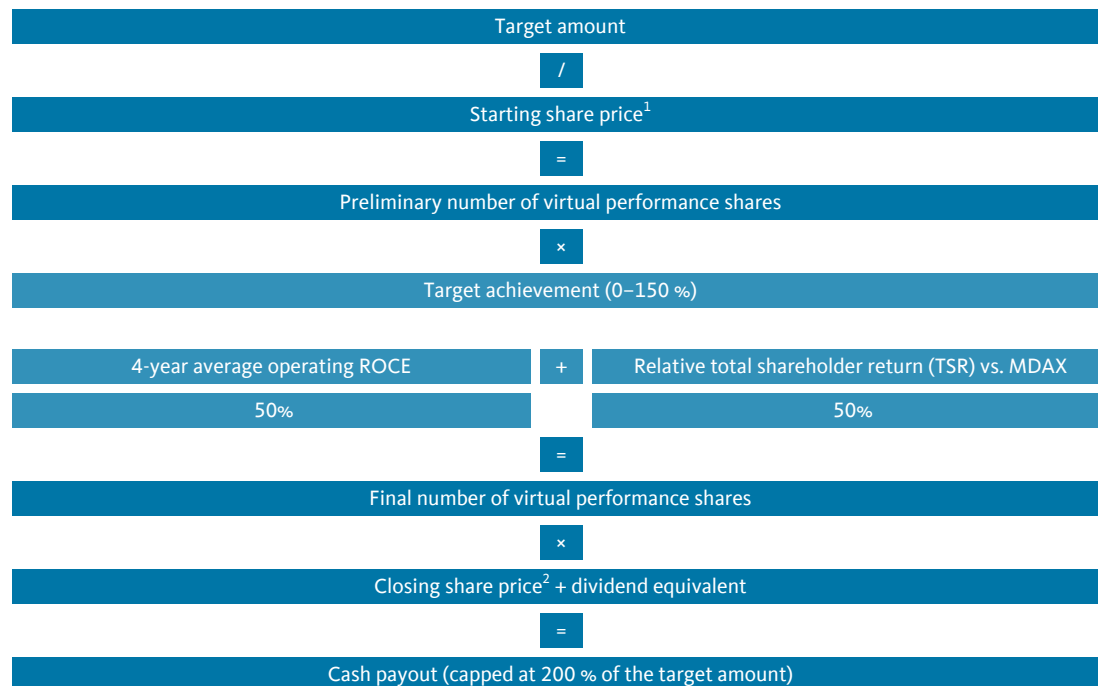 Target amount
/
Starting share price¹
=
Preliminary number of virtual performance shares
×
Target achievement (0–150 %)
4-year average operating ROCE + Relative total shareholder return (TSR) vs. MDAX
50% 50%
=
Final number of virtual performance shares
×
Closing share price² + dividend equivalent
=
Cash payout (capped at 200 % of the target amount)